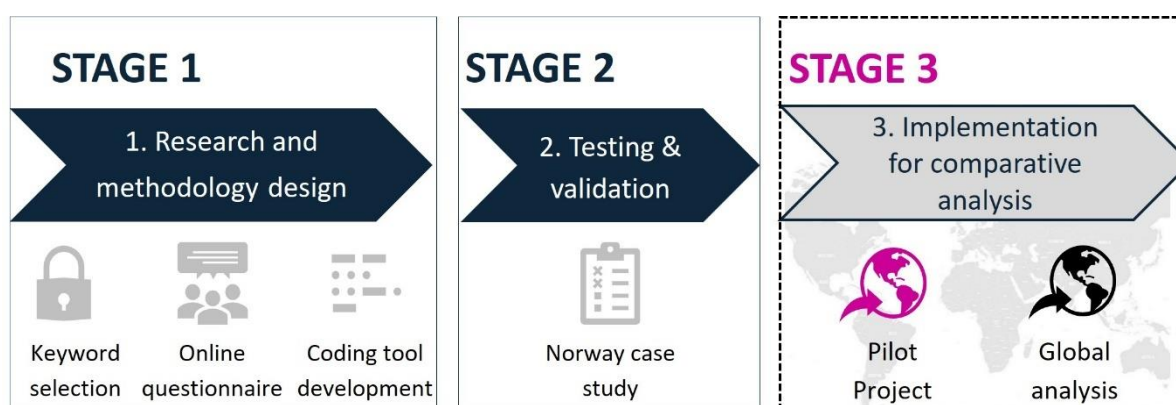 STAGE 1
1. Research and
methodology design
Keyword
selection
Online
questionnaire
Coding tool
development
STAGE 2
2. Testing &
validation
Norway case
study
STAGE 3
3. Implementation
for comparative
analysis
Pilot
Project
Global
analysis